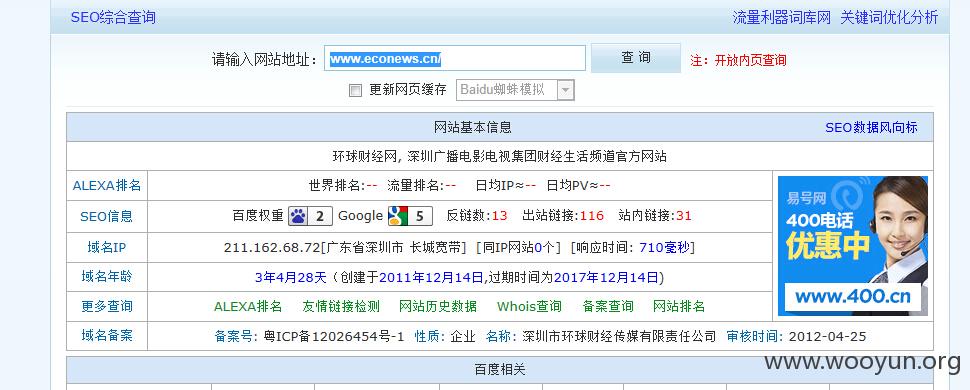 SEO综合查询 流量利器词库网 关键词优化分析
请输入网站地址: www.econews.cn/ 查 询 注：开放内页查询
更新网页缓存 Baidu蜘蛛模拟
网站基本信息 SEO数据风向标
环球财经网, 深圳广播电影电视集团财经生活频道官方网站
ALEXA排名 世界排名:-- 流量排名:-- 日均IP≈-- 日均PV≈--
SEO信息 百度权重 2 Google 5 反链数:13 出站链接:116 站内链接:31
域名IP 211.162.68.72[广东省深圳市 长城宽带] [同IP网站0个] [响应时间: 710毫秒]
域名年龄 3年4月28天 (创建于2011年12月14日,过期时间为2017年12月14日)
更多查询 ALEXA排名 友情链接检测 网站历史数据 Whois查询 备案查询 网站排名
域名备案 备案号: 粤ICP备12026454号-1 性质: 企业 名称: 深圳市环球财经传媒有限责任公司 审核时间: 2012-04-25
易号网
400电话
优惠中
www.400.cn
百度相关
www.wooyun.org